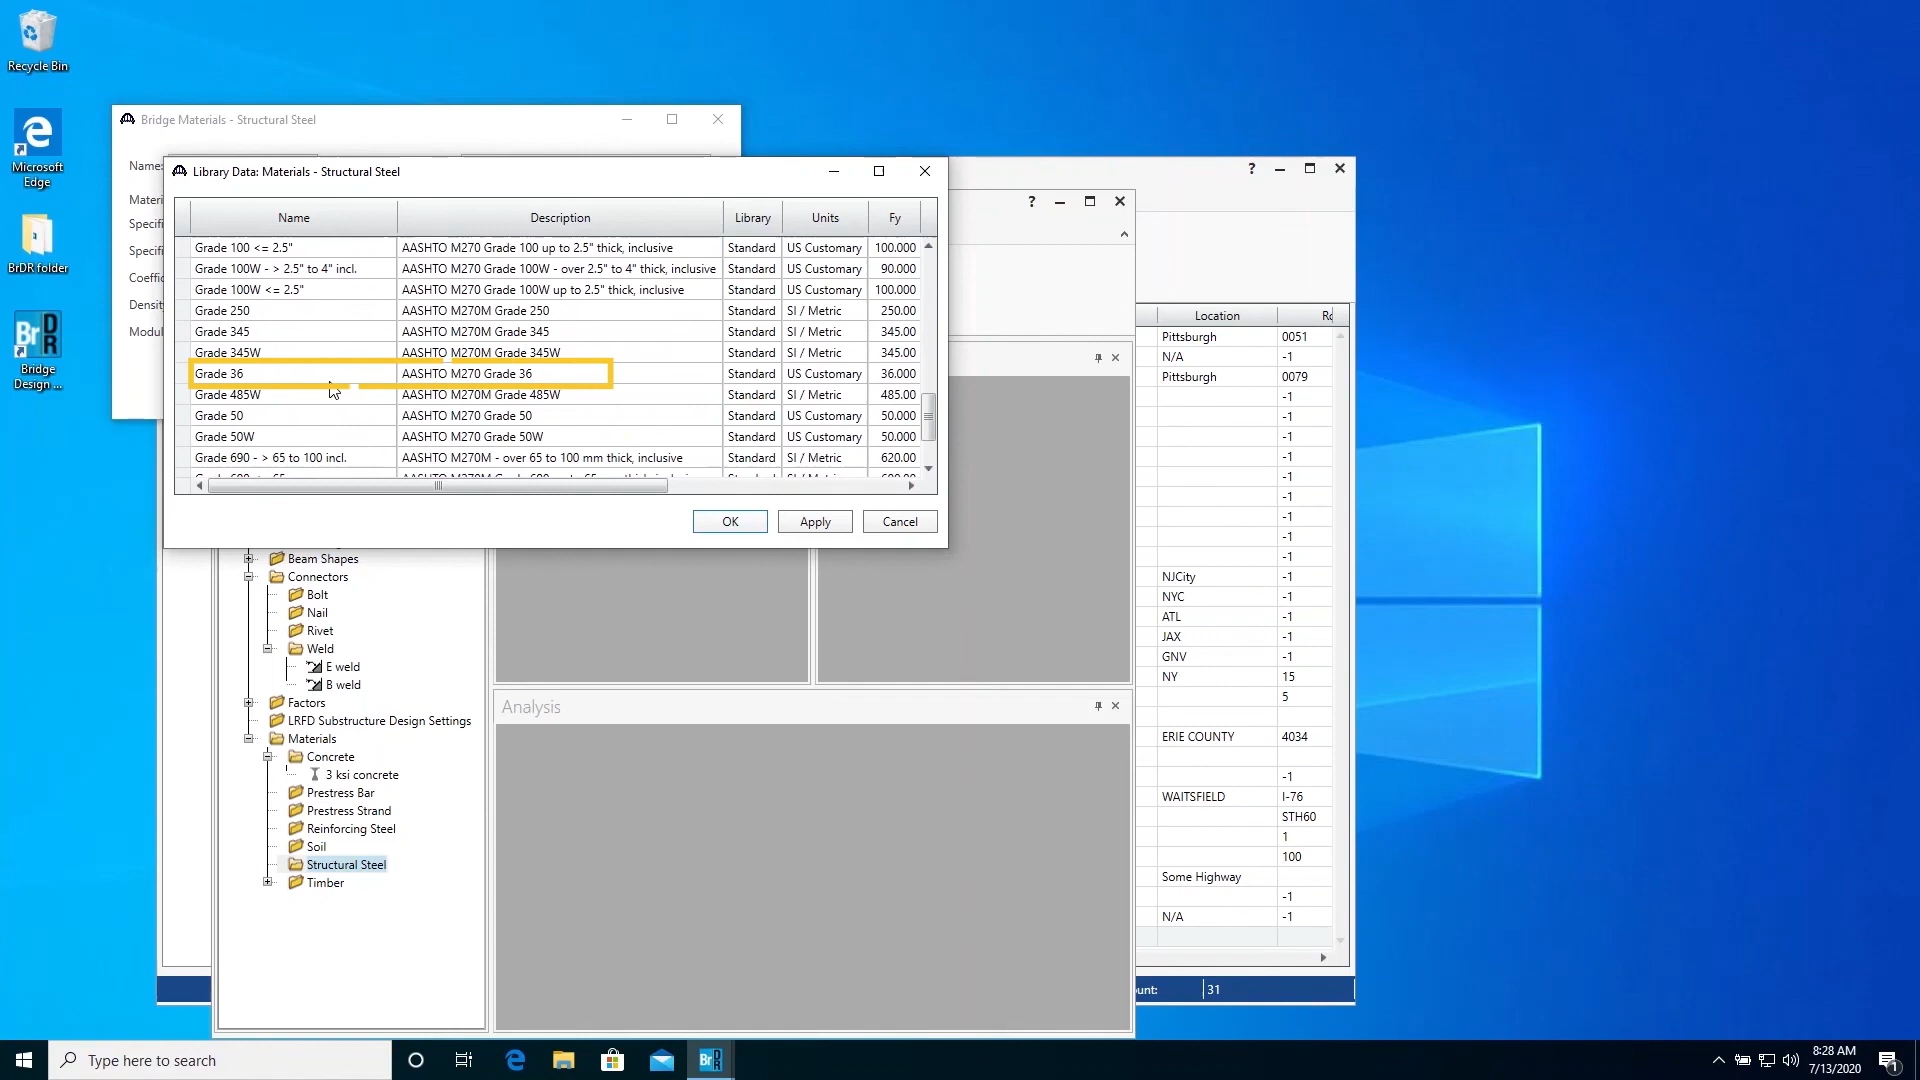 Recycle Bin
Microsoft
Edge
BrDR folder
BrDR
Bridge
Design ...
Bridge Materials - Structural Steel
Name:
Library Data: Materials - Structural Steel
Name Description Library Units Fy
Grade 100 <= 2.5" AASHTO M270 Grade 100 up to 2.5" thick, inclusive Standard US Customary 100.000
Grade 100W - > 2.5" to 4" incl. AASHTO M270 Grade 100W - over 2.5" to 4" thick, inclusive Standard US Customary 90.000
Grade 100W <= 2.5" AASHTO M270 Grade 100W up to 2.5" thick, inclusive Standard US Customary 100.000
Grade 250 AASHTO M270M Grade 250 Standard SI / Metric 250.00
Grade 345 AASHTO M270M Grade 345 Standard SI / Metric 345.00
Grade 345W AASHTO M270M Grade 345W Standard SI / Metric 345.00
Grade 36 AASHTO M270 Grade 36 Standard US Customary 36.000
Grade 485W AASHTO M270M Grade 485W Standard SI / Metric 485.00
Grade 50 AASHTO M270 Grade 50 Standard US Customary 50.000
Grade 50W AASHTO M270 Grade 50W Standard US Customary 50.000
Grade 690 - > 65 to 100 incl. AASHTO M270M - over 65 to 100 mm thick, inclusive Standard SI / Metric 620.00
OK Apply Cancel
Materi
Specifi
Specifi
Coeffic
Densit
Modul
Beam Shapes
Connectors
Bolt
Nail
Rivet
Weld
E weld
B weld
Factors
LRFD Substructure Design Settings
Materials
Concrete
3 ksi concrete
Prestress Bar
Prestress Strand
Reinforcing Steel
Soil
Structural Steel
Timber
Analysis
Location Ro
Pittsburgh 0051
N/A -1
Pittsburgh 0079
-1
-1
-1
-1
-1
-1
-1
-1
-1
NJCity -1
NYC -1
ATL -1
JAX -1
GNV -1
NY 15
5
ERIE COUNTY 4034
-1
WAITSFIELD I-76
STH60
1
100
Some Highway
-1
N/A -1
unt: 31
Type here to search
BrDR
8:28 AM
7/13/2020
1